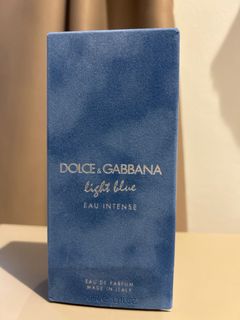 DOLCE & GABBANA
light blue
EAU INTENSE
EAU DE PARFUM
MADE IN ITALY